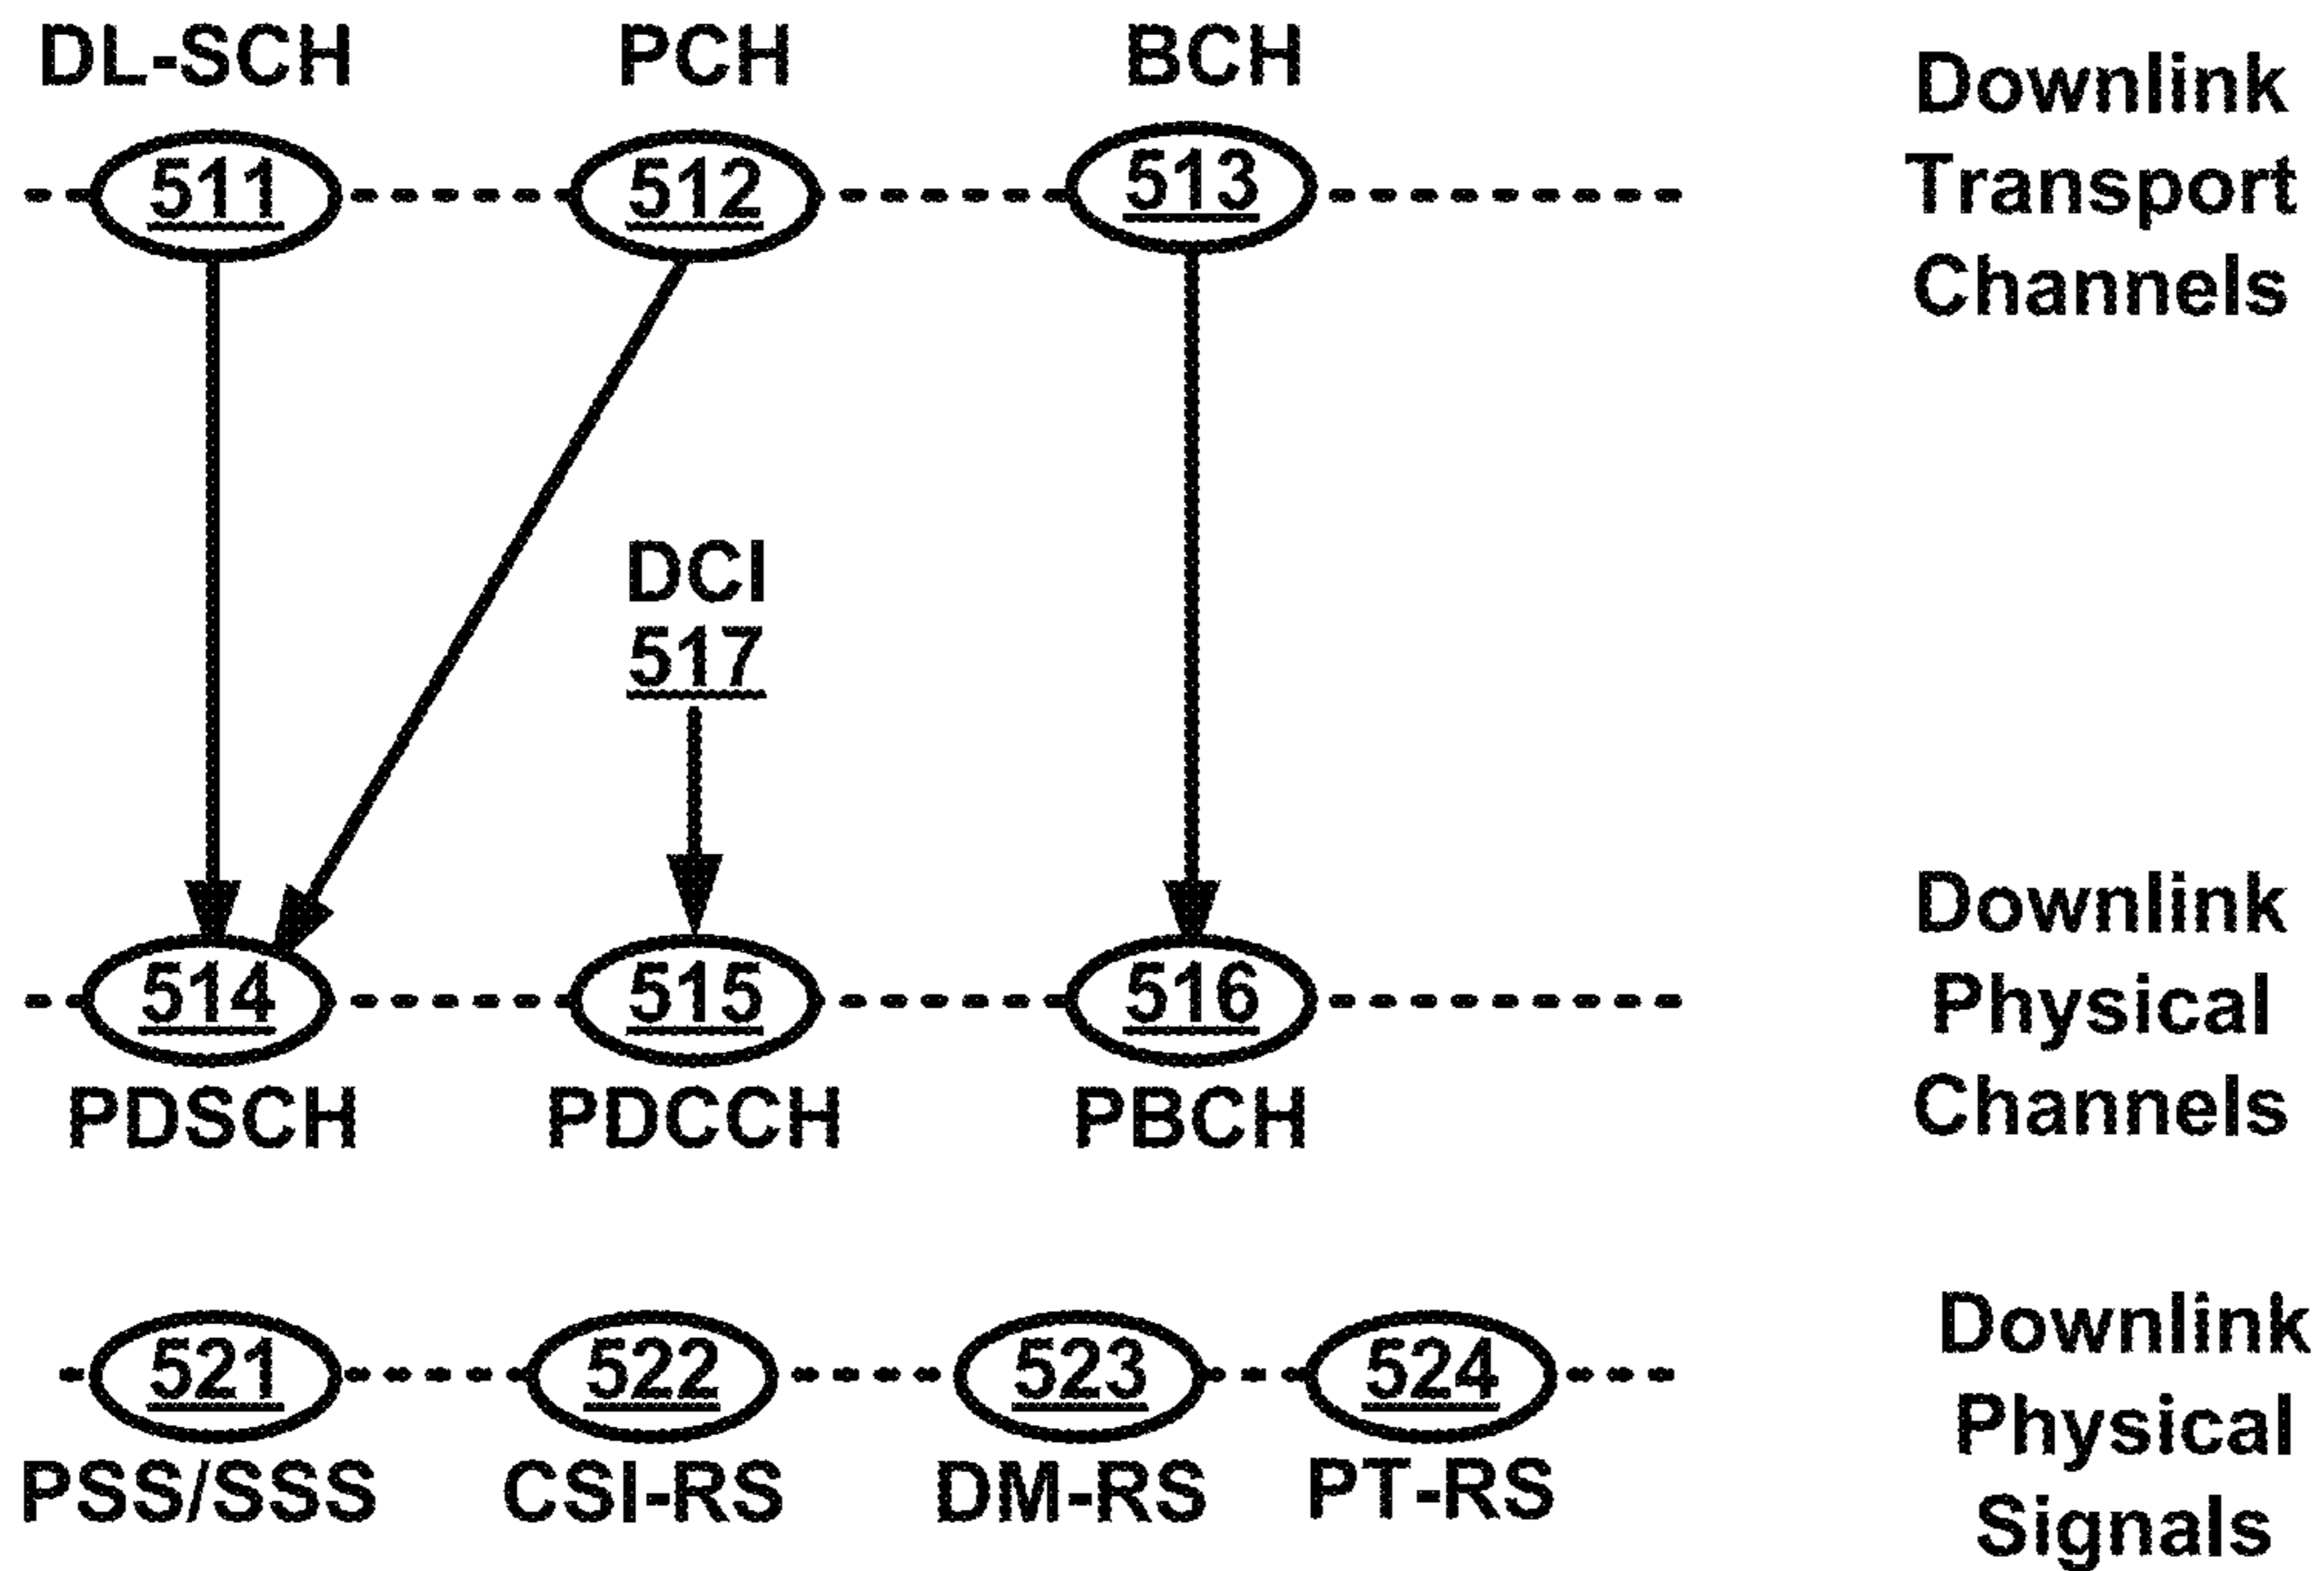 DL-SCH PCH BCH
511 512 513
Downlink
Transport
Channels
DCI
517
514 515 516
PDSCH PDCCH PBCH
Downlink
Physical
Channels
521 522 523 524
PSS/SSS CSI-RS DM-RS PT-RS
Downlink
Physical
Signals